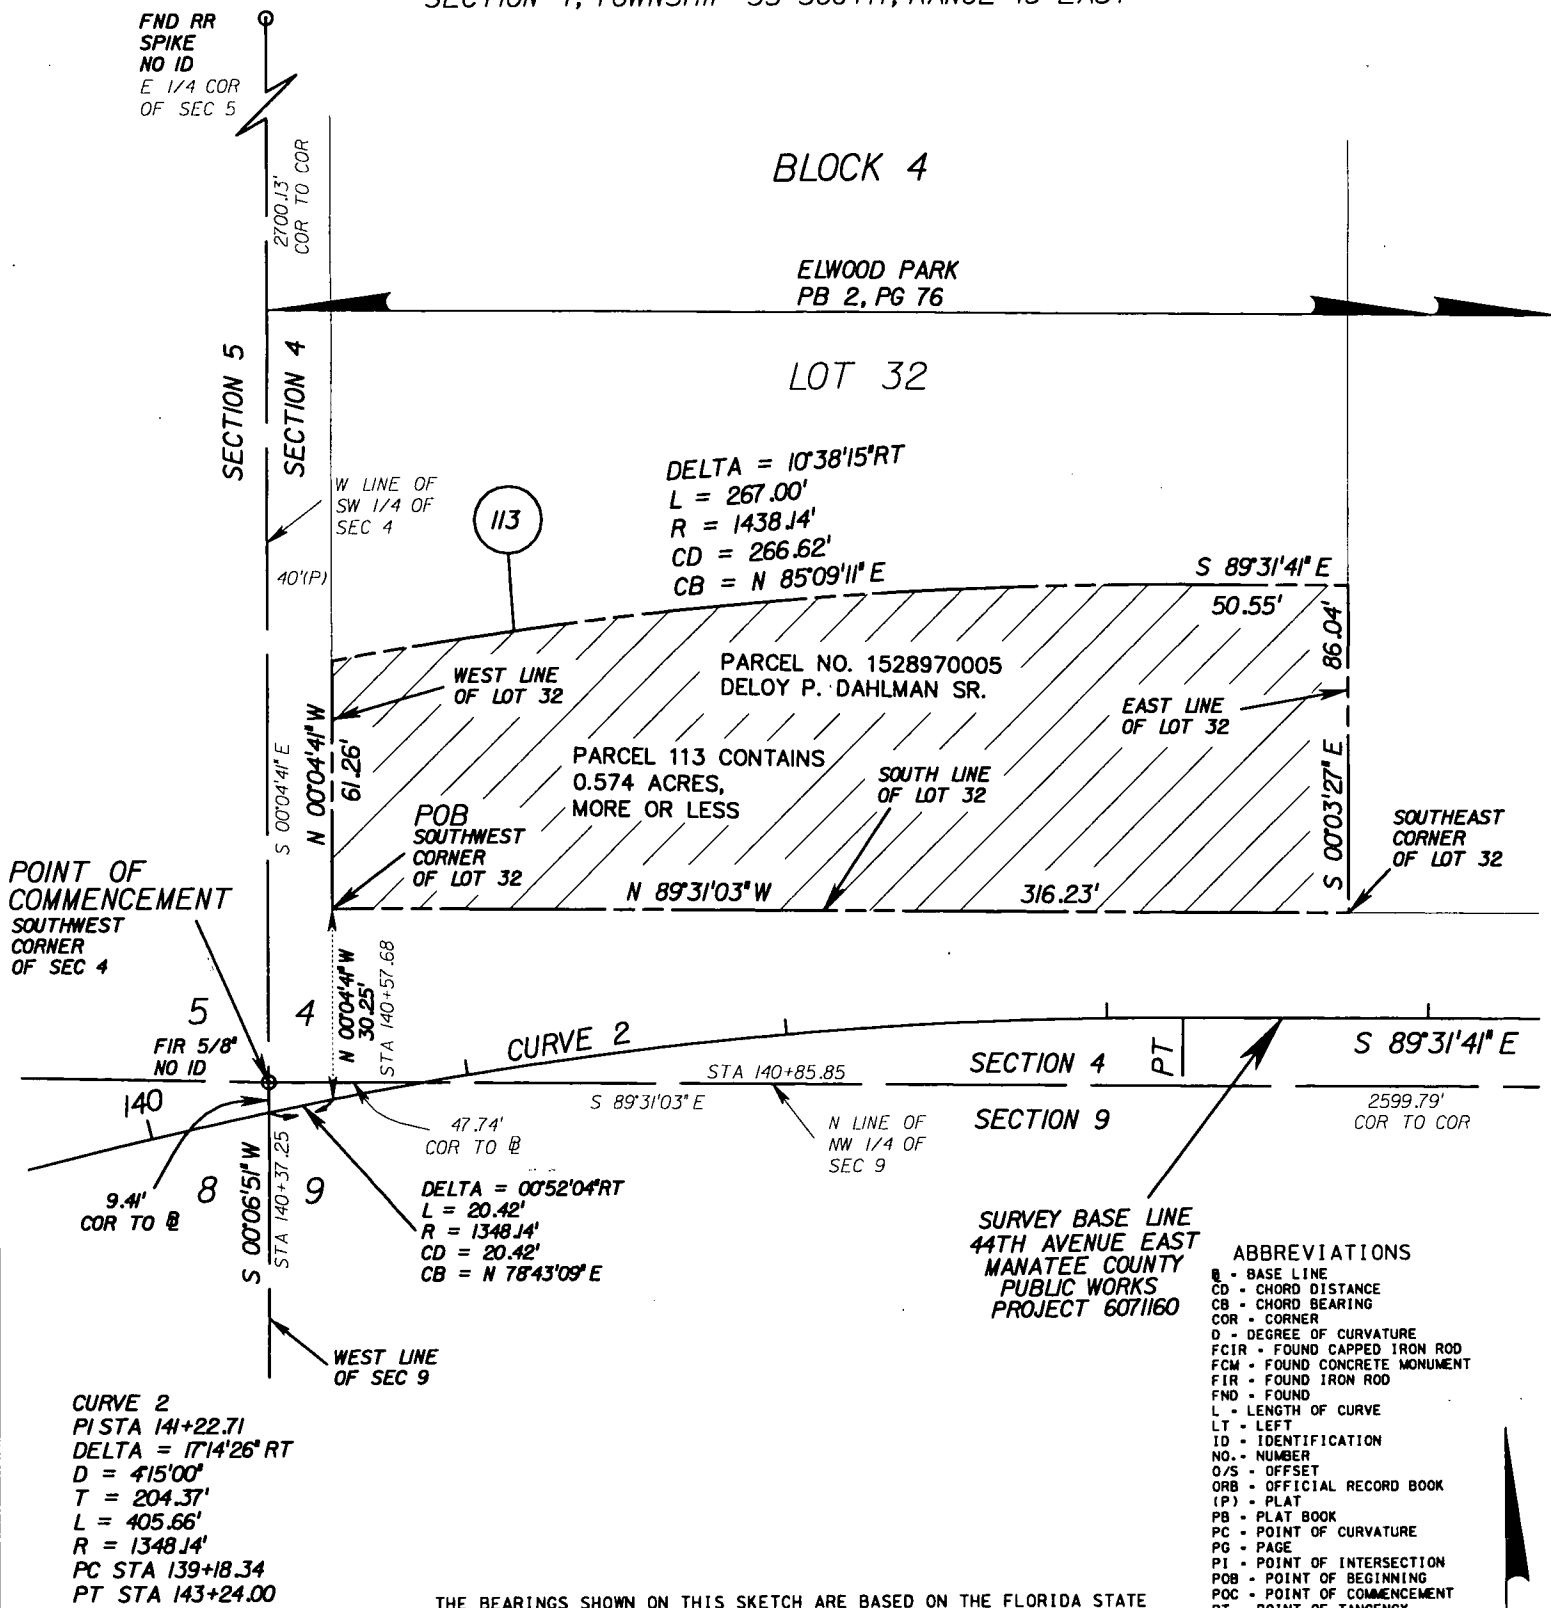 SECTION 4, TOWNSHIP 35 SOUTH, RANGE 18 EAST
FND RR
SPIKE
NO ID
E 1/4 COR
OF SEC 5
2700.13'
COR TO COR
BLOCK 4
ELWOOD PARK
PB 2, PG 76
SECTION 5
SECTION 4
LOT 32
W LINE OF
SW 1/4 OF
SEC 4
113
DELTA = 10°38'15"RT
L = 267.00'
R = 1438.14'
CD = 266.62'
CB = N 85°09'11" E
S 89°31'41" E
50.55'
40'(P)
86.04'
S 00°03'27" E
WEST LINE
OF LOT 32
PARCEL NO. 1528970005
DELOY P. DAHLMAN SR.
EAST LINE
OF LOT 32
S 00°04'41" E
N 00°04'41" W
61.26'
PARCEL 113 CONTAINS
0.574 ACRES,
MORE OR LESS
SOUTH LINE
OF LOT 32
POB
SOUTHWEST
CORNER
OF LOT 32
SOUTHEAST
CORNER
OF LOT 32
N 89°31'03" W
316.23'
POINT OF
COMMENCEMENT
SOUTHWEST
CORNER
OF SEC 4
N 00°04'41" W
30.25'
STA 140+57.68
5
4
FIR 5/8"
NO ID
CURVE 2
SECTION 4
PT
S 89°31'41" E
STA 140+85.85
140
S 89°31'03" E
SECTION 9
2599.79'
COR TO COR
47.74'
COR TO B
N LINE OF
NW 1/4 OF
SEC 9
8
9
9.41'
COR TO B
S 00°06'51" W
STA 140+37.25
DELTA = 00°52'04"RT
L = 20.42'
R = 1348.14'
CD = 20.42'
CB = N 78°43'09" E
SURVEY BASE LINE
44TH AVENUE EAST
MANATEE COUNTY
PUBLIC WORKS
PROJECT 6071160
WEST LINE
OF SEC 9
CURVE 2
PI STA 141+22.71
DELTA = 17°14'26" RT
D = 4°15'00"
T = 204.37'
L = 405.66'
R = 1348.14'
PC STA 139+18.34
PT STA 143+24.00
ABBREVIATIONS
B - BASE LINE
CD - CHORD DISTANCE
CB - CHORD BEARING
COR - CORNER
D - DEGREE OF CURVATURE
FCIR - FOUND CAPPED IRON ROD
FCM - FOUND CONCRETE MONUMENT
FIR - FOUND IRON ROD
FND - FOUND
L - LENGTH OF CURVE
LT - LEFT
ID - IDENTIFICATION
NO. - NUMBER
O/S - OFFSET
ORB - OFFICIAL RECORD BOOK
(P) - PLAT
PB - PLAT BOOK
PC - POINT OF CURVATURE
PG - PAGE
PI - POINT OF INTERSECTION
POB - POINT OF BEGINNING
POC - POINT OF COMMENCEMENT
PT - POINT OF TANGENCY
THE BEARINGS SHOWN ON THIS SKETCH ARE BASED ON THE FLORIDA STATE